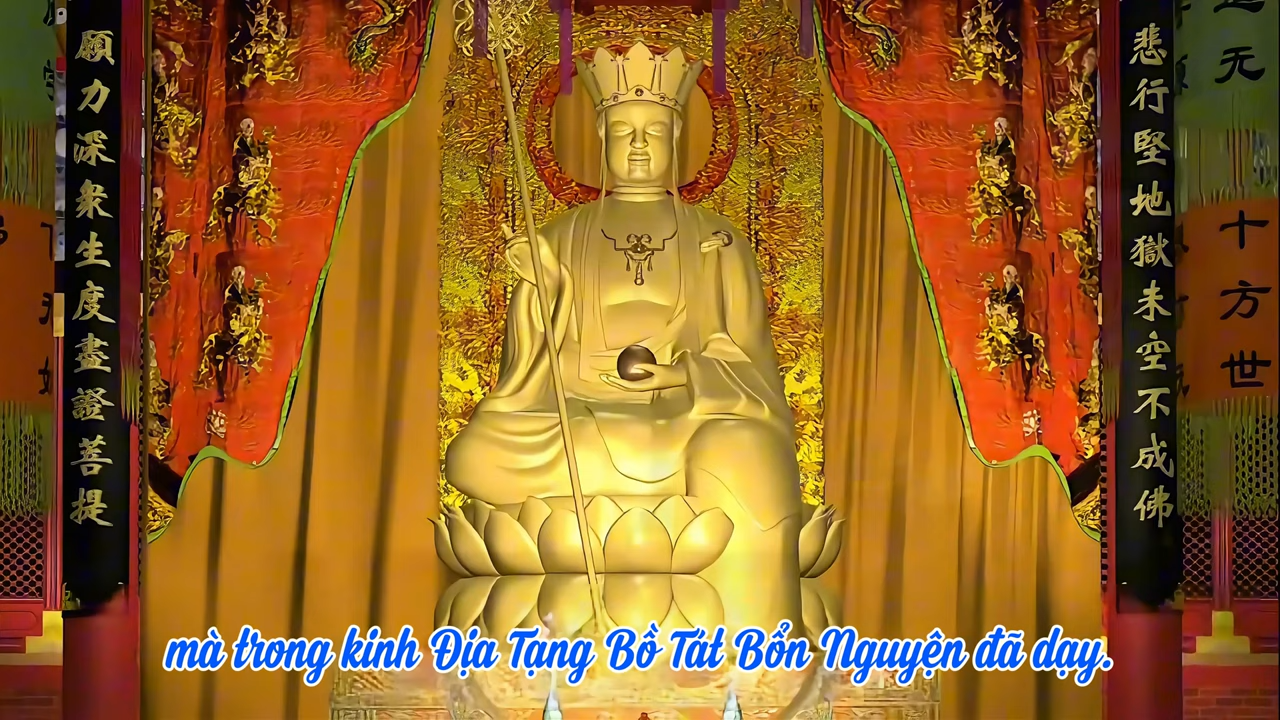 願力深眾生度盡證菩提
悲行堅地獄未空不成佛
十方世
mà trong kinh Địa Tạng Bồ Tát Bổn Nguyện đã dạy.